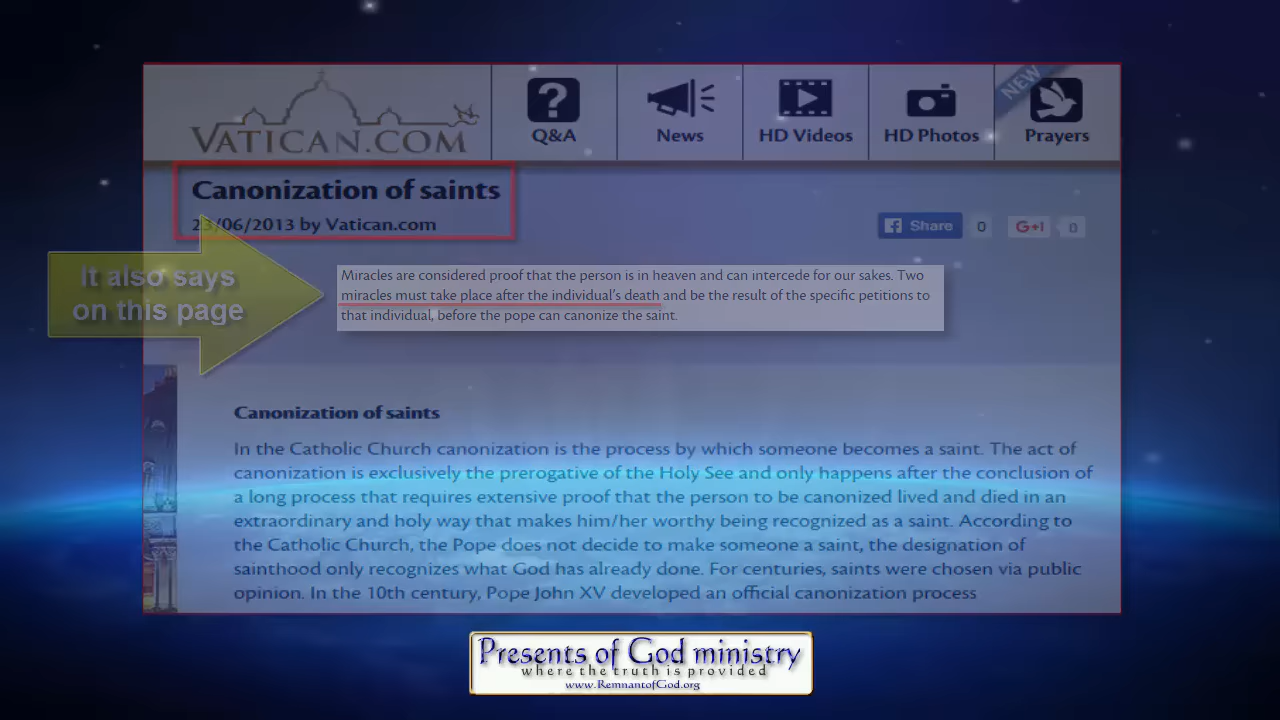 VATICAN.COM
Q&A
News
HD Videos
HD Photos
NEW
Prayers
Canonization of saints
23/06/2013 by Vatican.com
Share
0
G+1
0
It also says
on this page
Miracles are considered proof that the person is in heaven and can intercede for our sakes. Two
miracles must take place after the individual's death and be the result of the specific petitions to
that individual, before the pope can canonize the saint.
Canonization of saints
In the Catholic Church canonization is the process by which someone becomes a saint. The act of
canonization is exclusively the prerogative of the Holy See and only happens after the conclusion of
a long process that requires extensive proof that the person to be canonized lived and died in an
extraordinary and holy way that makes him/her worthy being recognized as a saint. According to
the Catholic Church, the Pope does not decide to make someone a saint, the designation of
sainthood only recognizes what God has already done. For centuries, saints were chosen via public
opinion. In the 10th century, Pope John XV developed an official canonization process
Presents of God ministry
where the truth is provided
www.RemnantofGod.org